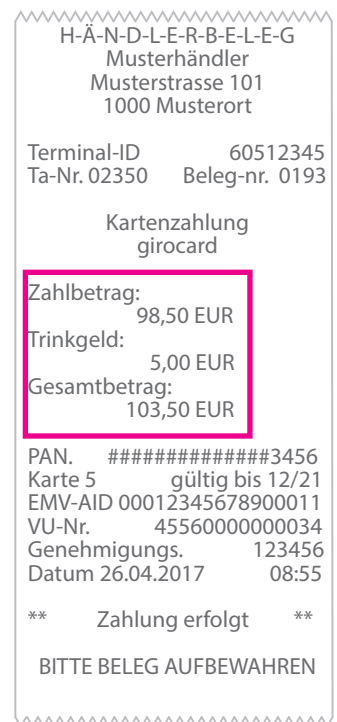 H-Ä-N-D-L-E-R-B-E-L-E-G
Musterhändler
Musterstrasse 101
1000 Musterort
Terminal-ID 60512345
Ta-Nr. 02350 Beleg-nr. 0193
Kartenzahlung
girocard
Zahlbetrag:
98,50 EUR
Trinkgeld:
5,00 EUR
Gesamtbetrag:
103,50 EUR
PAN. ##############3456
Karte 5 gültig bis 12/21
EMV-AID 00012345678900011
VU-Nr. 45560000000034
Genehmigungs. 123456
Datum 26.04.2017 08:55
** Zahlung erfolgt **
BITTE BELEG AUFBEWAHREN